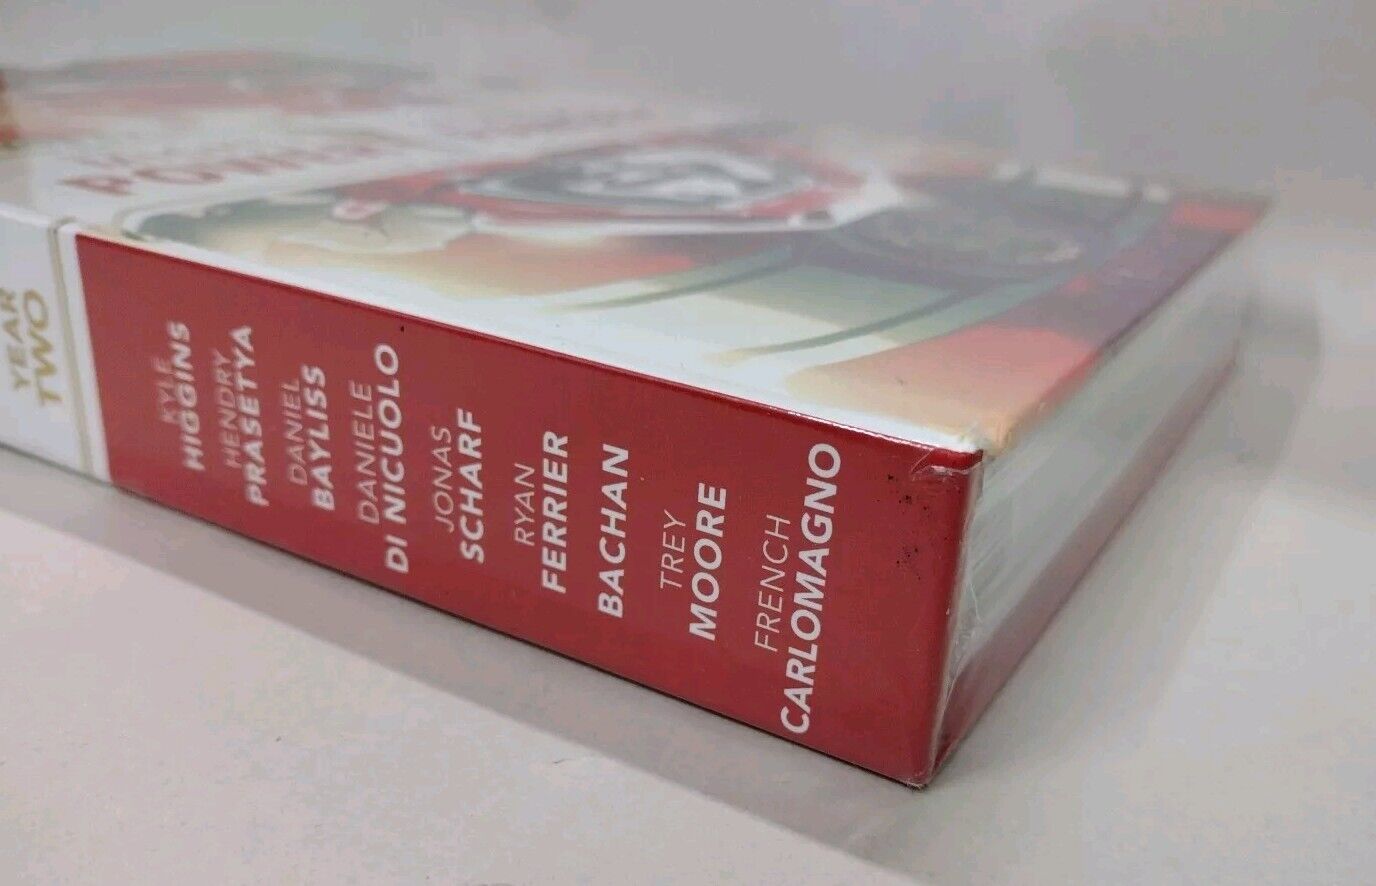 YEAR
TWO
KYLE
HIGGINS
HENDRY
PRASETYA
DANIEL
BAYLISS
DANIELE
DI NICUOLO
JONAS
SCHARF
RYAN
FERRIER
BACHAN
TREY
MOORE
FRENCH
CARLOMAGNO